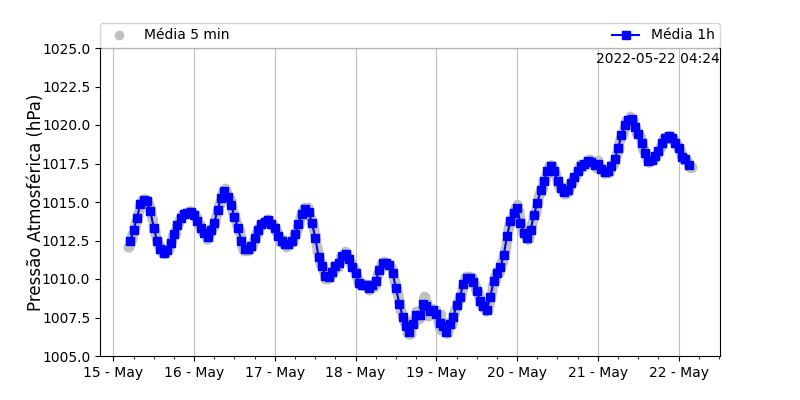 Média 5 min
Média 1h
2022-05-22 04:24
Pressão Atmosférica (hPa)
1025.0
1022.5
1020.0
1017.5
1015.0
1012.5
1010.0
1007.5
1005.0
15 - May
16 - May
17 - May
18 - May
19 - May
20 - May
21 - May
22 - May